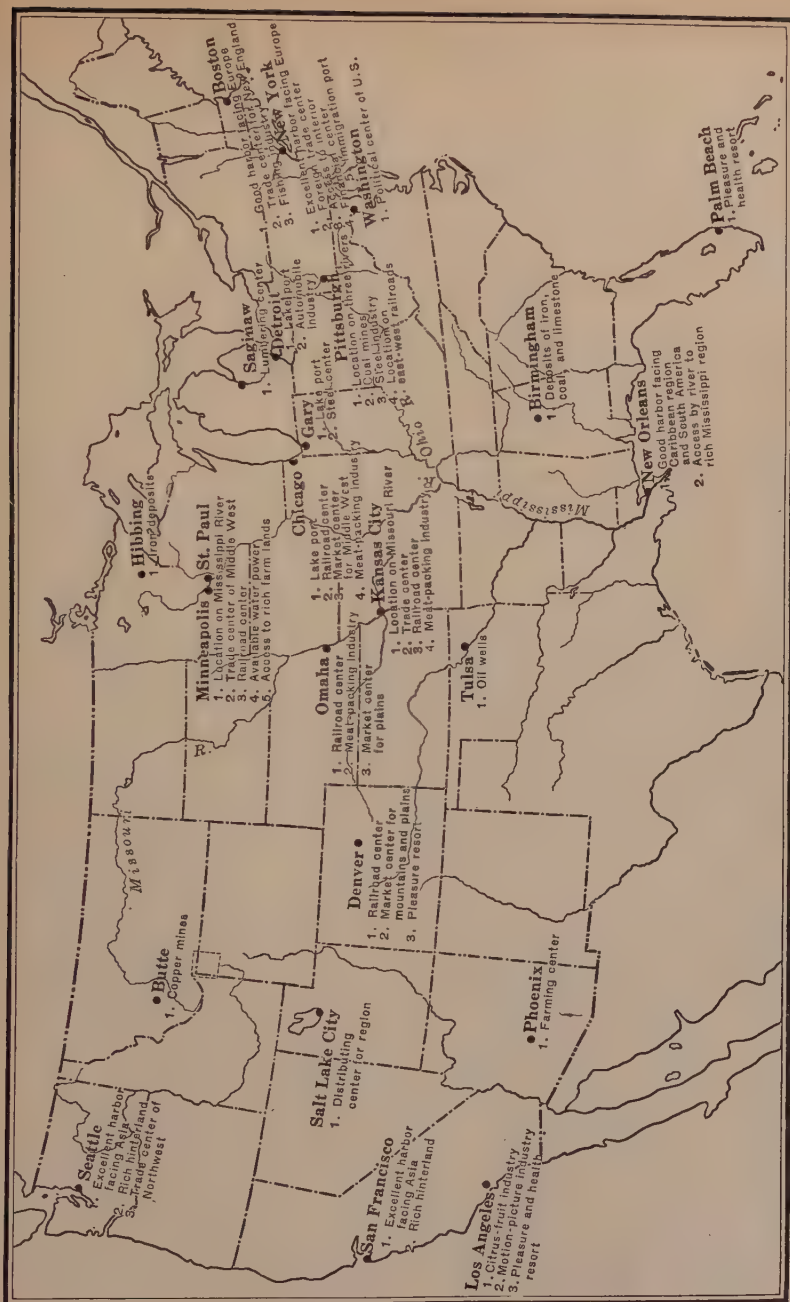 Seattle
Excellent harbor
facing Asia
2. Rich hinterland
3. Trade center of
Northwest
San Francisco
1. Excellent harbor
facing Asia
2. Rich hinterland
Los Angeles
1. Citrus-fruit industry
2. Motion-picture industry
3. Pleasure and health
resort
Butte
1. Copper mines
Salt Lake City
1. Distributing
center for region
Phoenix
1. Farming center
Missouri
R.
Denver
1. Railroad center
2. Market center for
mountains and plains
3. Pleasure resort
Hibbing
1. Iron deposits
Minneapolis St. Paul
1. Location on Mississippi River
2. Trade center of Middle West
3. Railroad center
4. Available water power
5. Access to rich farm lands
Omaha
1. Railroad center
2. Meat-packing industry
3. Market center
for plains
Kansas City
1. Location on Missouri River
2. Trade center
3. Railroad center
4. Meat-packing industry
Tulsa
1. Oil wells
Chicago
1. Lake port
2. Railroad center
3. Market center
for Middle West
4. Meat-packing industry
Gary
1. Lake port
2. Steel center
Saginaw
1. Lumbering center
Detroit
1. Lake port
2. Automobile
industry
Pittsburgh
1. Location on three rivers
2. Coal mines
3. Steel industry
4. Location on
east-west railroads
Ohio
R.
Mississippi
Boston
1. Good harbor facing Europe
2. Trade center for New England
3. Fishing industry
New York
1. Excellent harbor facing Europe
Foreign trade center
2. Access to interior
3. Financial center
4. Immigration port
Washington
1. Political center of U.S.
Birmingham
1. Deposits of iron,
coal, and limestone
New Orleans
1. Good harbor facing
Caribbean region
and South America
2. Access by river to
rich Mississippi region
Palm Beach
1. Pleasure and
health resort